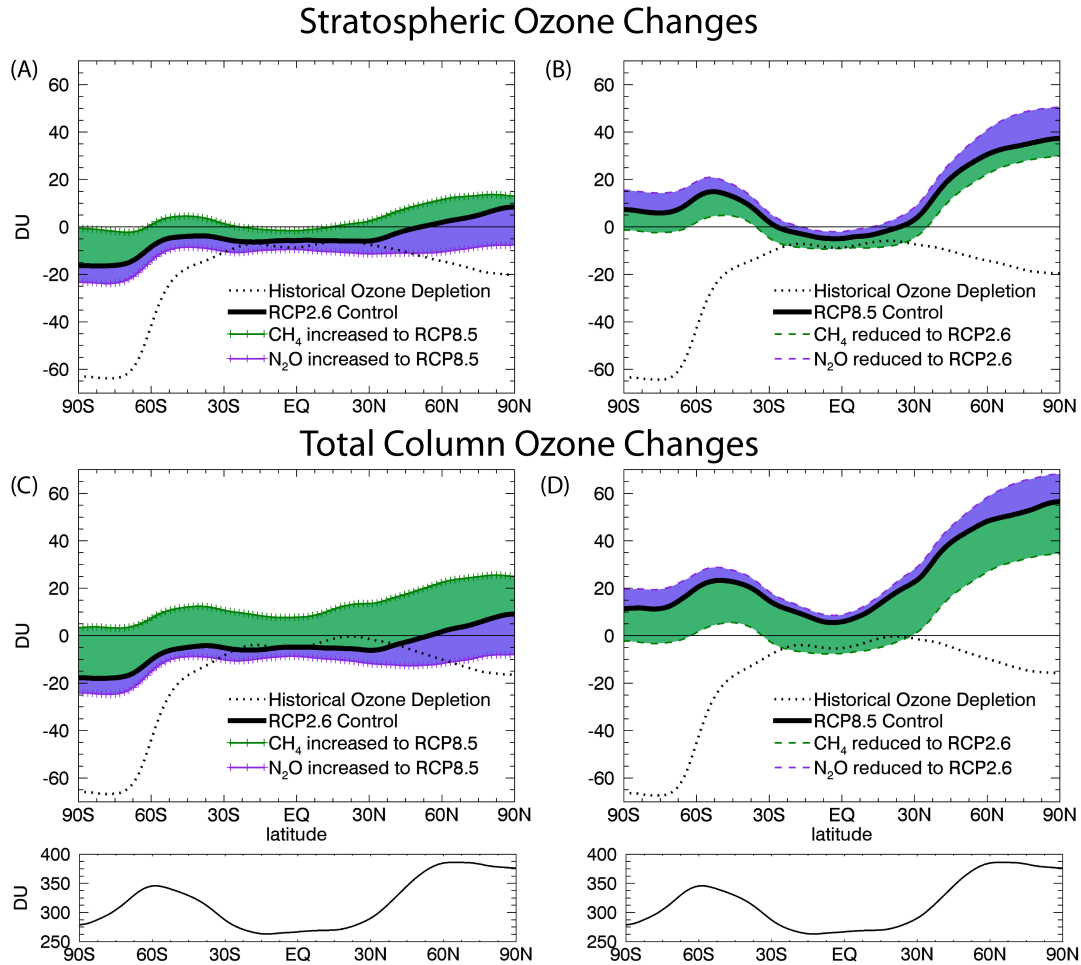 Stratospheric Ozone Changes
(A)
60
40
20
0
-20
-40
-60
DU
Historical Ozone Depletion
RCP2.6 Control
CH4 increased to RCP8.5
N2O increased to RCP8.5
90S 60S 30S EQ 30N 60N 90N
(B)
60
40
20
0
-20
-40
-60
Historical Ozone Depletion
RCP8.5 Control
CH4 reduced to RCP2.6
N2O reduced to RCP2.6
90S 60S 30S EQ 30N 60N 90N
Total Column Ozone Changes
(C)
60
40
20
0
-20
-40
-60
DU
Historical Ozone Depletion
RCP2.6 Control
CH4 increased to RCP8.5
N2O increased to RCP8.5
90S 60S 30S EQ 30N 60N 90N
latitude
(D)
60
40
20
0
-20
-40
-60
Historical Ozone Depletion
RCP8.5 Control
CH4 reduced to RCP2.6
N2O reduced to RCP2.6
90S 60S 30S EQ 30N 60N 90N
latitude
400
350
300
250
DU
90S 60S 30S EQ 30N 60N 90N
400
350
300
250
90S 60S 30S EQ 30N 60N 90N